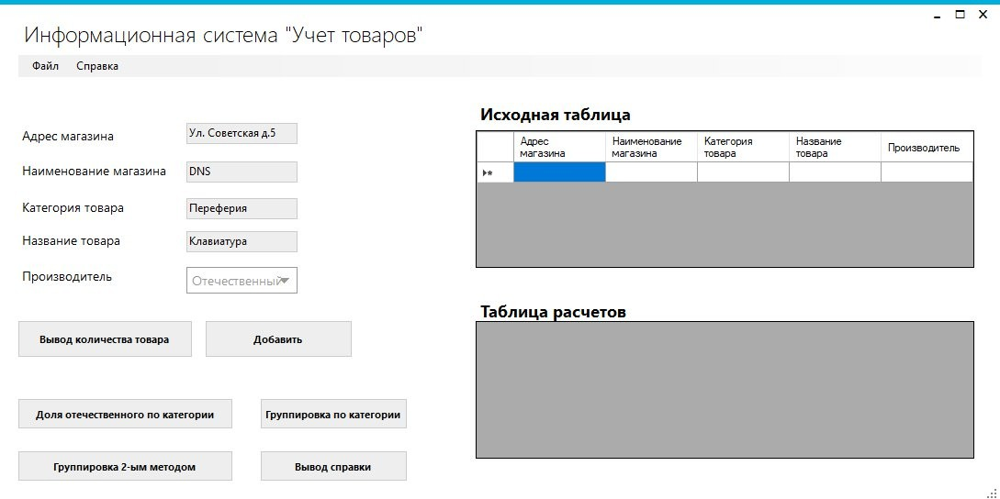 Информационная система "Учет товаров"
Файл Справка
Адрес магазина Ул. Советская д.5
Наименование магазина DNS
Категория товара Переферия
Название товара Клавиатура
Производитель Отечественный
Вывод количества товара Добавить
Доля отечественного по категории Группировка по категории
Группировка 2-ым методом Вывод справки
Исходная таблица
Адрес магазина Наименование магазина Категория товара Название товара Производитель
Таблица расчетов